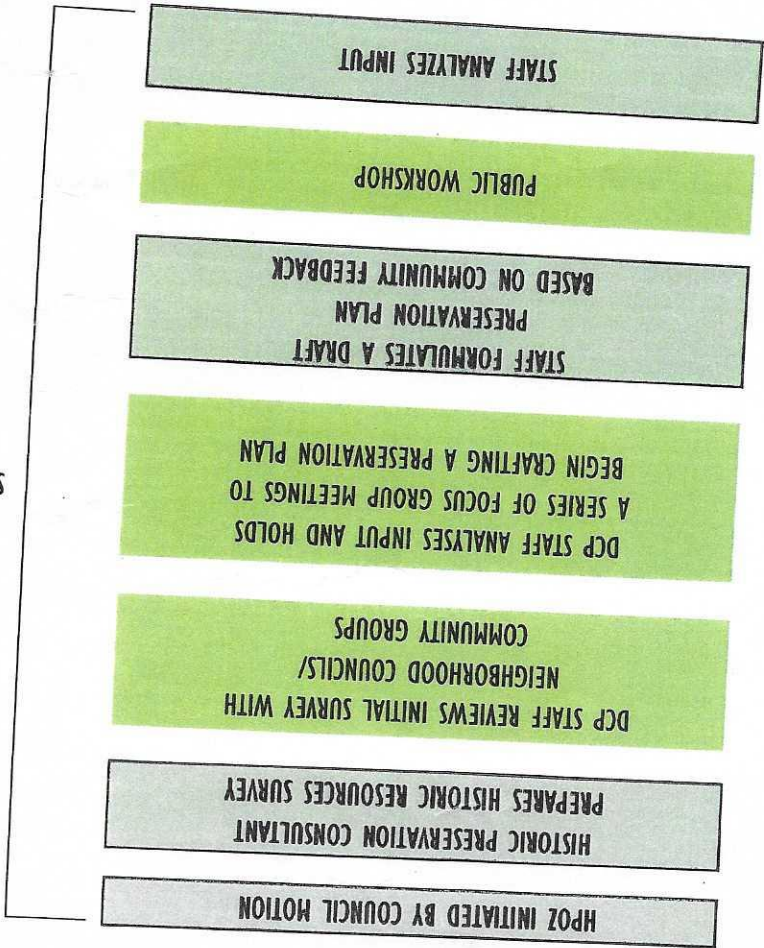 HPOZ INITIATED BY COUNCIL MOTION
HISTORIC PRESERVATION CONSULTANT
PREPARES HISTORIC RESOURCES SURVEY
DCP STAFF REVIEWS INITIAL SURVEY WITH
NEIGHBORHOOD COUNCILS/
COMMUNITY GROUPS
DCP STAFF ANALYSES INPUT AND HOLDS
A SERIES OF FOCUS GROUP MEETINGS TO
BEGIN CRAFTING A PRESERVATION PLAN
STAFF FORMULATES A DRAFT
PRESERVATION PLAN
BASED ON COMMUNITY FEEDBACK
PUBLIC WORKSHOP
STAFF ANALYZES INPUT